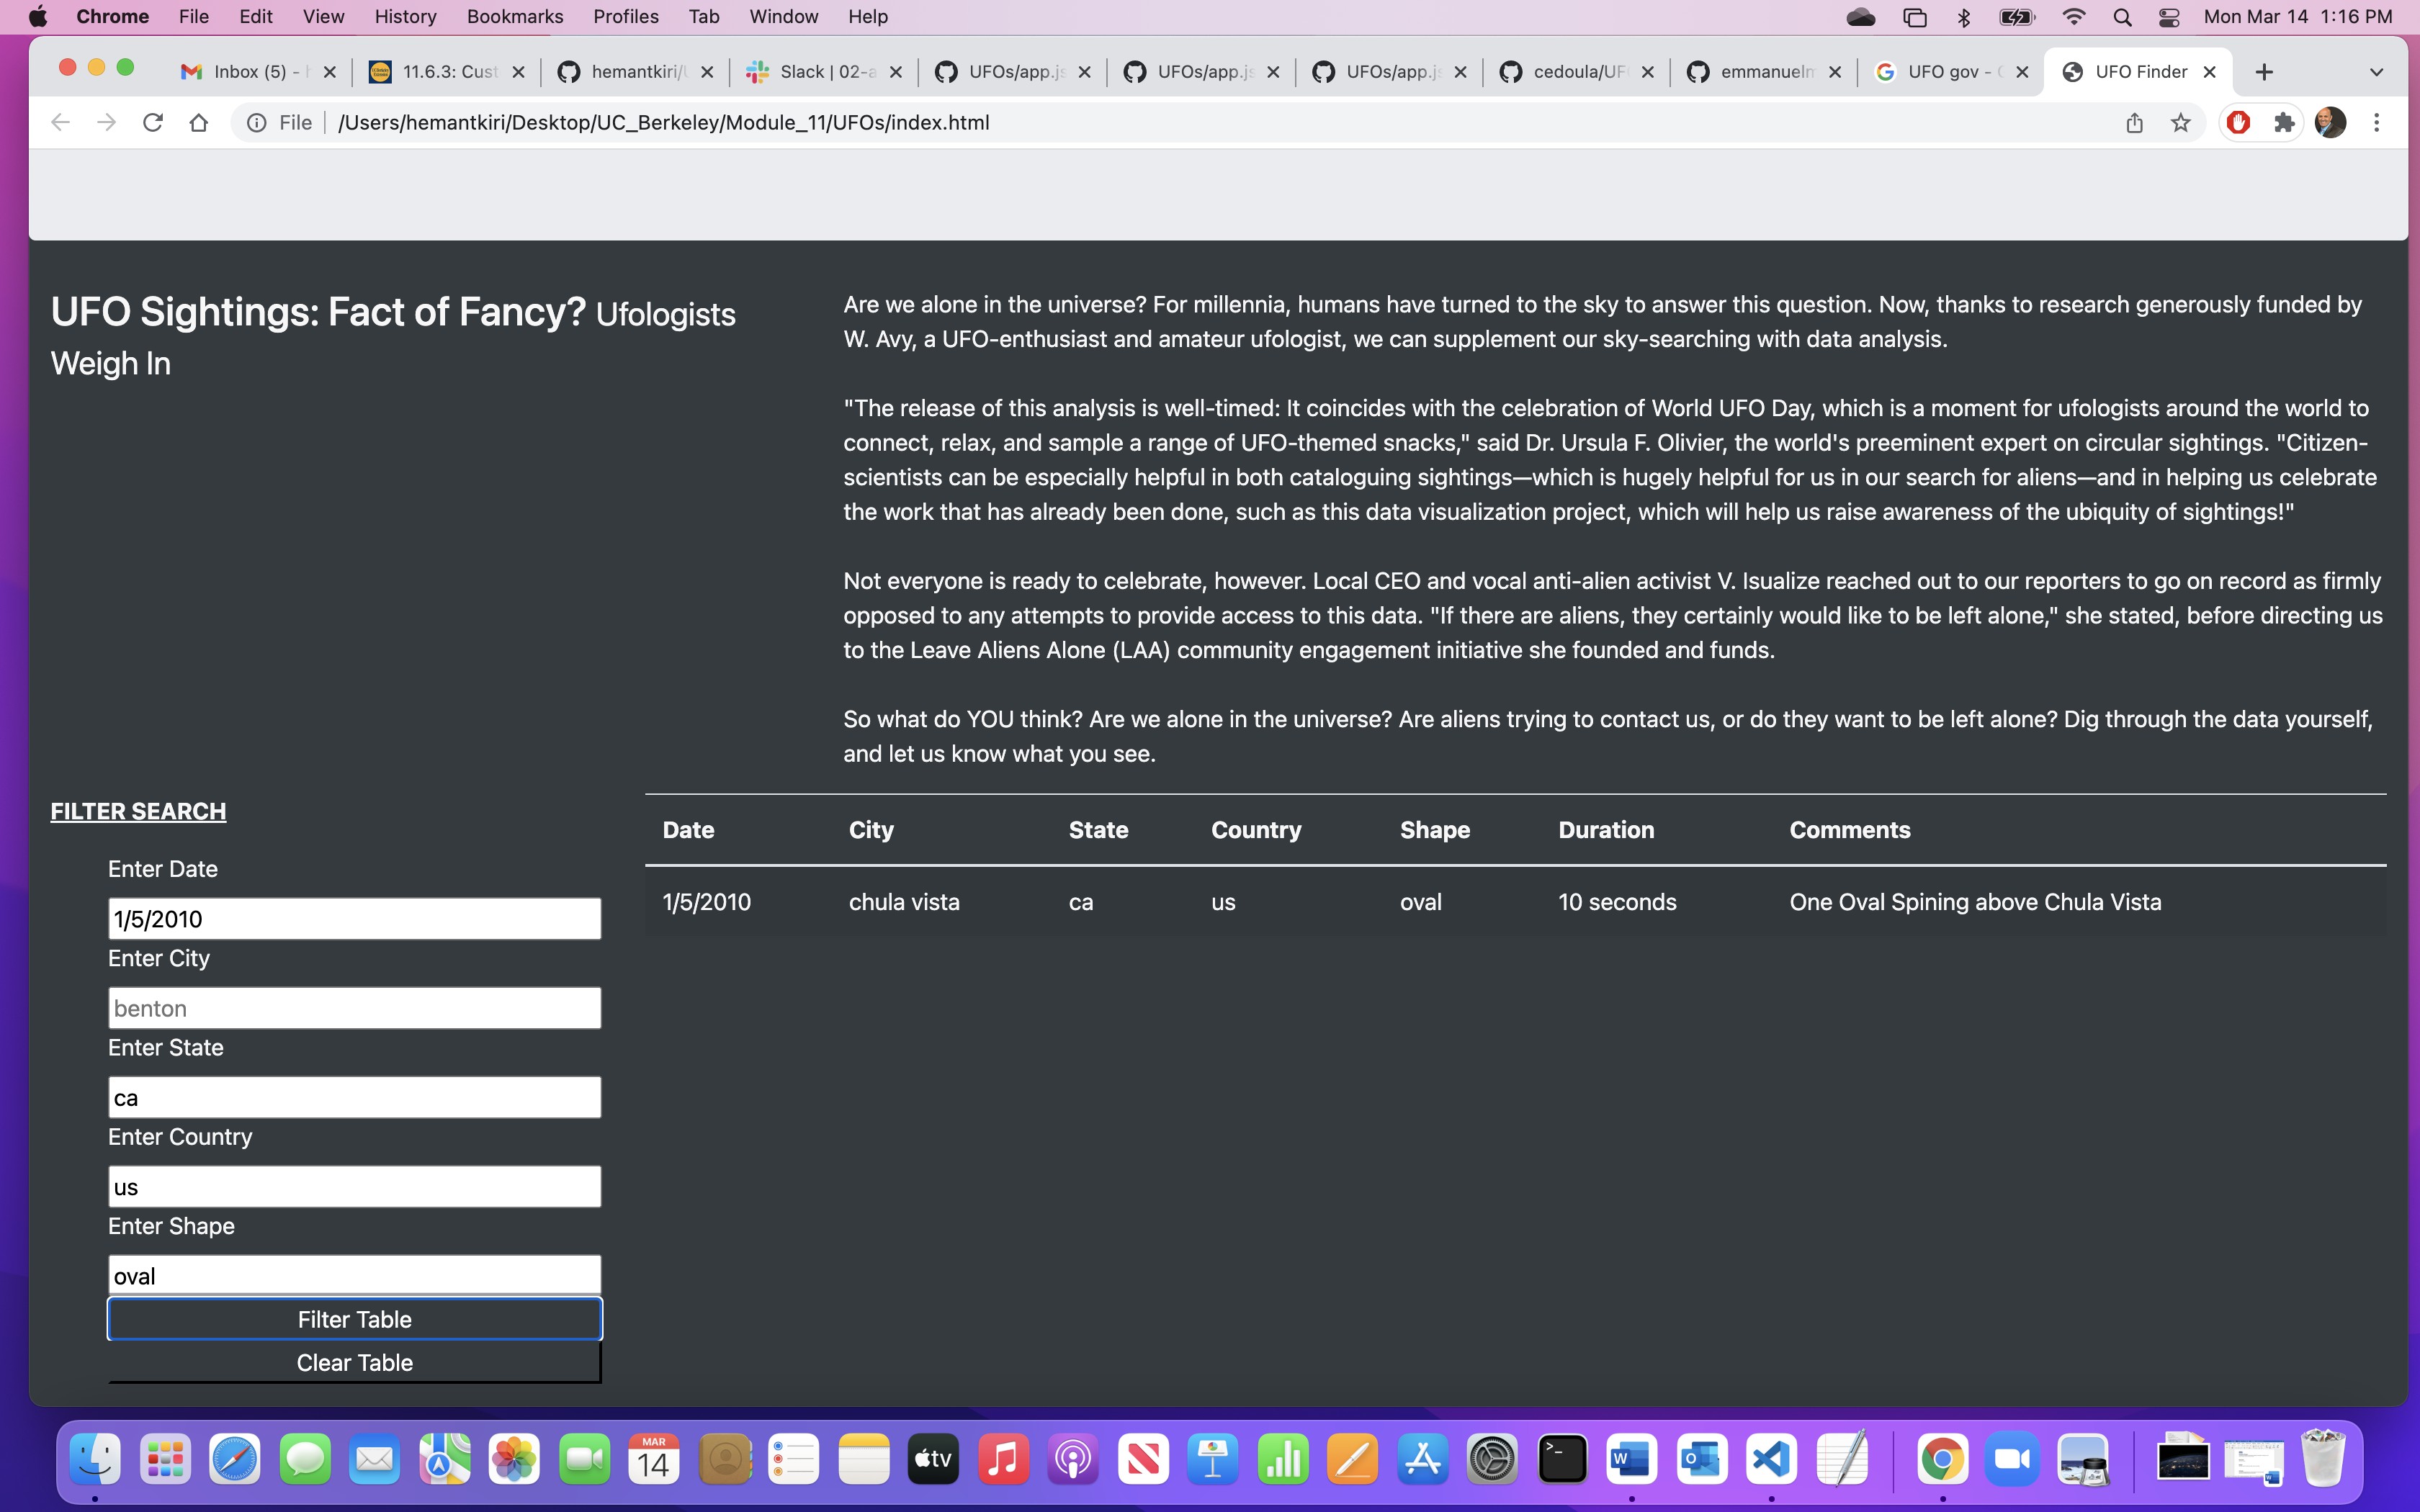 Chrome File Edit View History Bookmarks Profiles Tab Window Help Mon Mar 14 1:16 PM
Inbox (5) - 11.6.3: Cust hemantkiri/ Slack | 02-a UFOs/app.js UFOs/app.js UFOs/app.js cedoula/UF emmanuelm UFO gov - UFO Finder
File /Users/hemantkiri/Desktop/UC_Berkeley/Module_11/UFOs/index.html
UFO Sightings: Fact of Fancy? Ufologists
Weigh In
Are we alone in the universe? For millennia, humans have turned to the sky to answer this question. Now, thanks to research generously funded by
W. Avy, a UFO-enthusiast and amateur ufologist, we can supplement our sky-searching with data analysis.
"The release of this analysis is well-timed: It coincides with the celebration of World UFO Day, which is a moment for ufologists around the world to
connect, relax, and sample a range of UFO-themed snacks," said Dr. Ursula F. Olivier, the world's preeminent expert on circular sightings. "Citizen-
scientists can be especially helpful in both cataloguing sightings—which is hugely helpful for us in our search for aliens—and in helping us celebrate
the work that has already been done, such as this data visualization project, which will help us raise awareness of the ubiquity of sightings!"
Not everyone is ready to celebrate, however. Local CEO and vocal anti-alien activist V. Isualize reached out to our reporters to go on record as firmly
opposed to any attempts to provide access to this data. "If there are aliens, they certainly would like to be left alone," she stated, before directing us
to the Leave Aliens Alone (LAA) community engagement initiative she founded and funds.
So what do YOU think? Are we alone in the universe? Are aliens trying to contact us, or do they want to be left alone? Dig through the data yourself,
and let us know what you see.
FILTER SEARCH
Enter Date
1/5/2010
Enter City
benton
Enter State
ca
Enter Country
us
Enter Shape
oval
Filter Table
Clear Table
Date City State Country Shape Duration Comments
1/5/2010 chula vista ca us oval 10 seconds One Oval Spining above Chula Vista
MAR
14
tv